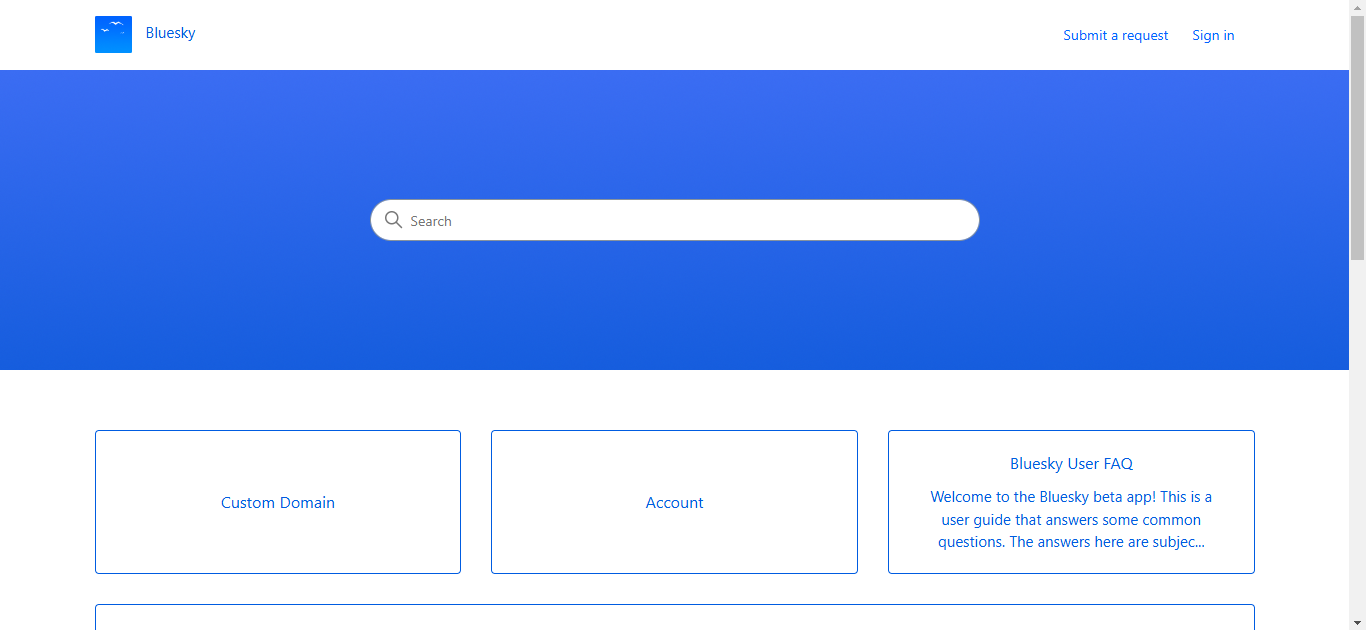 Bluesky
Submit a request
Sign in
Search
Custom Domain
Account
Bluesky User FAQ
Welcome to the Bluesky beta app! This is a
user guide that answers some common
questions. The answers here are subjec...